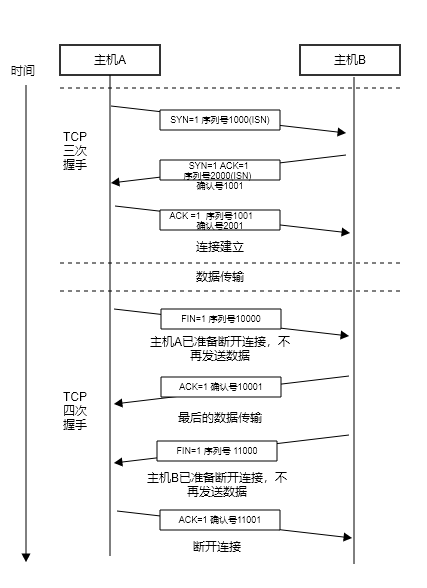 主机A
主机B
时间
SYN=1 序列号1000(ISN)
TCP
三次
握手
SYN=1 ACK=1
序列号2000(ISN)
确认号1001
ACK =1 序列号1001
确认号2001
连接建立
数据传输
FIN=1 序列号10000
主机A已准备断开连接，不
再发送数据
ACK=1 确认号10001
TCP
四次
握手
最后的数据传输
FIN=1 序列号 11000
主机B已准备断开连接，不
再发送数据
ACK=1 确认号11001
断开连接